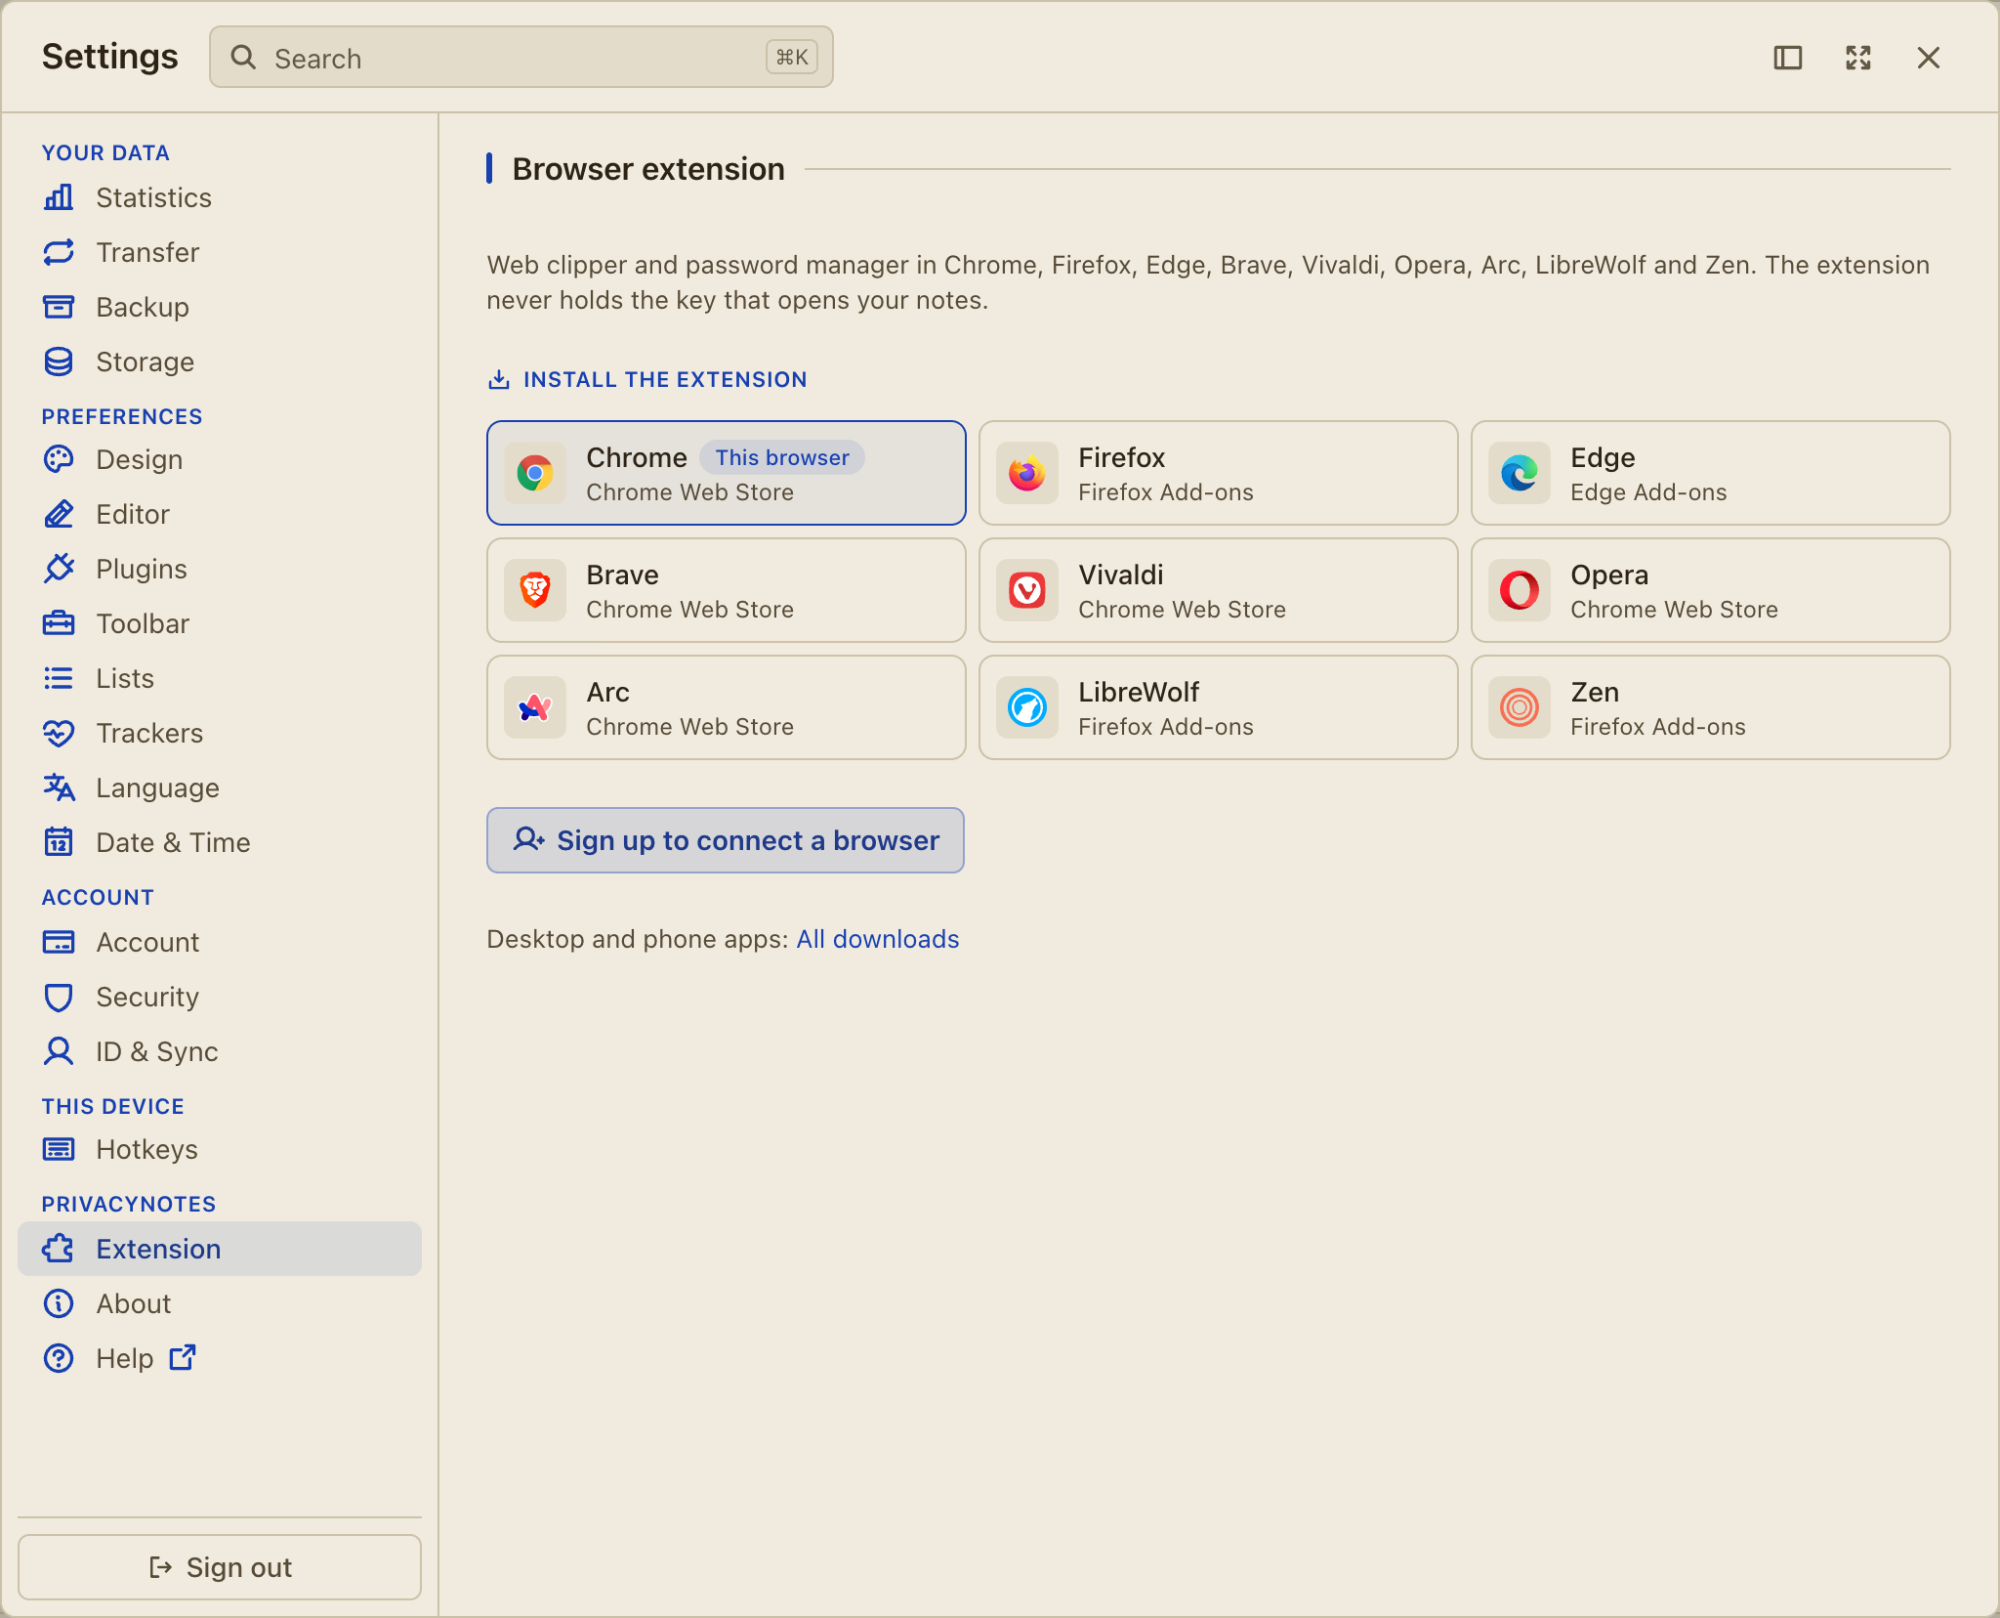 Settings
Search
⌘K
YOUR DATA
Statistics
Transfer
Backup
Storage
PREFERENCES
Design
Editor
Plugins
Toolbar
Lists
Trackers
Language
12
Date & Time
ACCOUNT
Account
Security
ID & Sync
THIS DEVICE
Hotkeys
PRIVACYNOTES
Extension
About
Help
Sign out
Browser extension
Web clipper and password manager in Chrome, Firefox, Edge, Brave, Vivaldi, Opera, Arc, LibreWolf and Zen. The extension
never holds the key that opens your notes.
INSTALL THE EXTENSION
Chrome This browser
Chrome Web Store
Firefox
Firefox Add-ons
Edge
Edge Add-ons
Brave
Chrome Web Store
Vivaldi
Chrome Web Store
Opera
Chrome Web Store
Arc
Chrome Web Store
LibreWolf
Firefox Add-ons
Zen
Firefox Add-ons
Sign up to connect a browser
Desktop and phone apps: All downloads